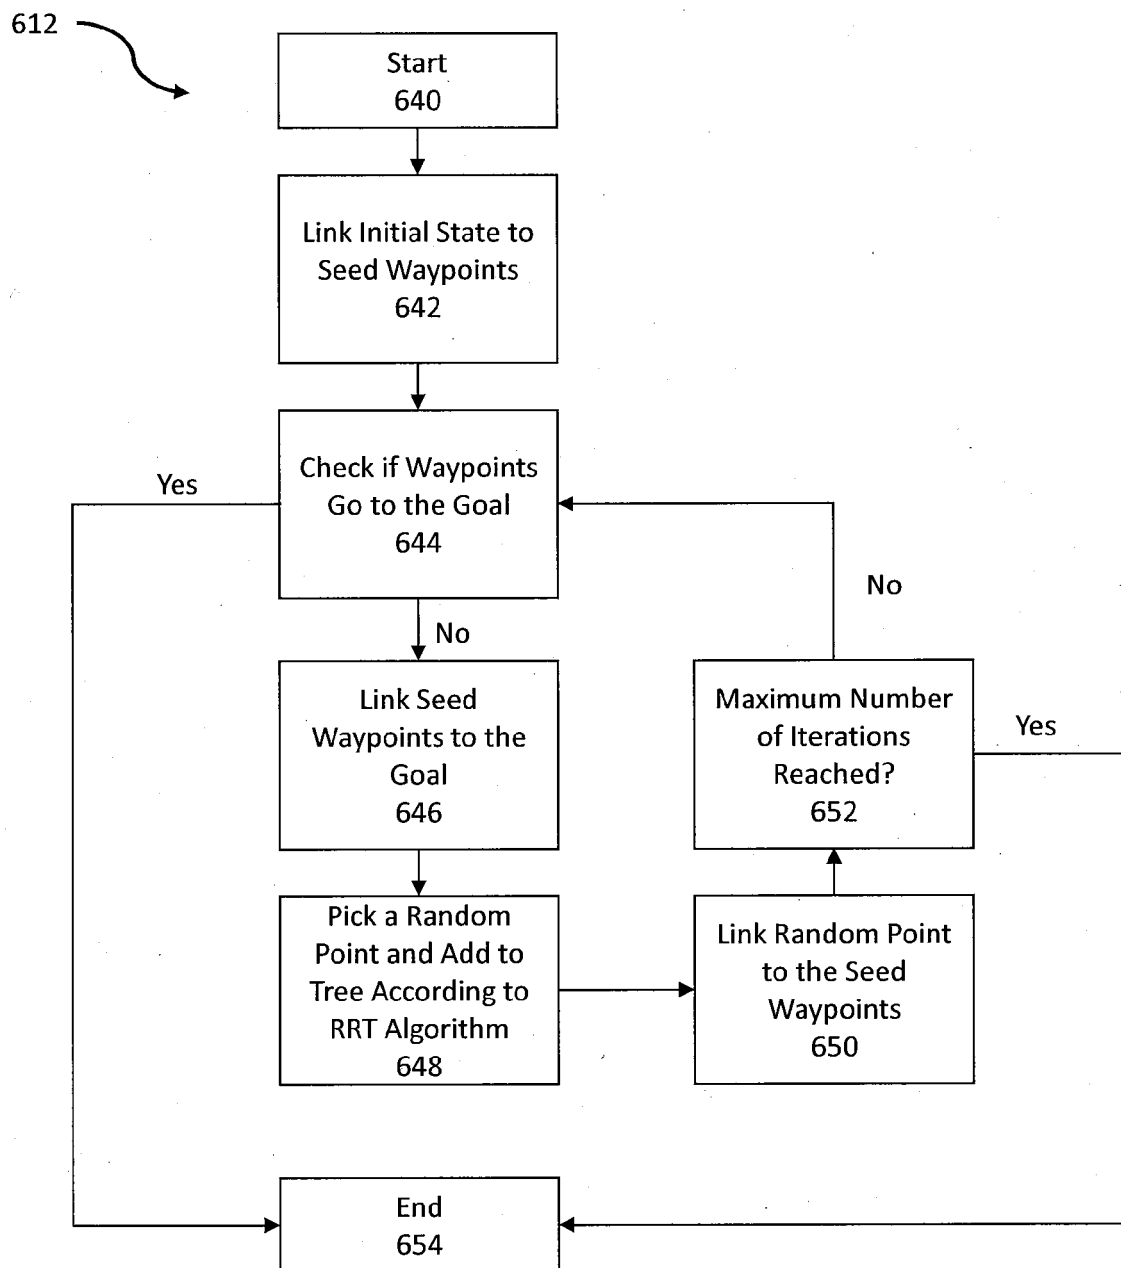 612
Start
640
Link Initial State to
Seed Waypoints
642
Check if Waypoints
Go to the Goal
644
Yes
No
Link Seed
Waypoints to the
Goal
646
Pick a Random
Point and Add to
Tree According to
RRT Algorithm
648
Link Random Point
to the Seed
Waypoints
650
Maximum Number
of Iterations
Reached?
652
No
Yes
End
654